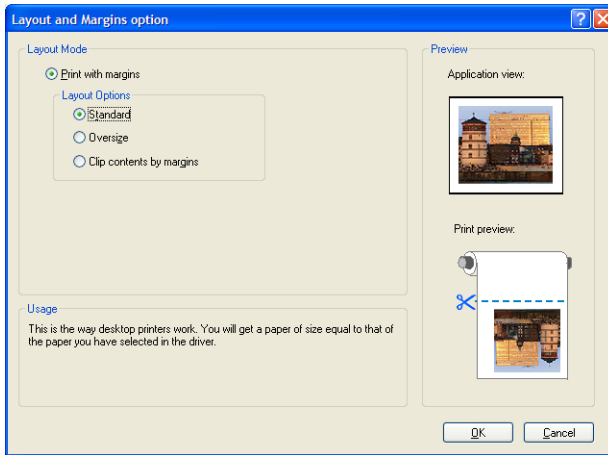 Layout and Margins option
Layout Mode
Print with margins
Layout Options
Standard
Oversize
Clip contents by margins
Usage
This is the way desktop printers work. You will get a paper of size equal to that of
the paper you have selected in the driver.
Preview
Application view:
Print preview:
OK
Cancel